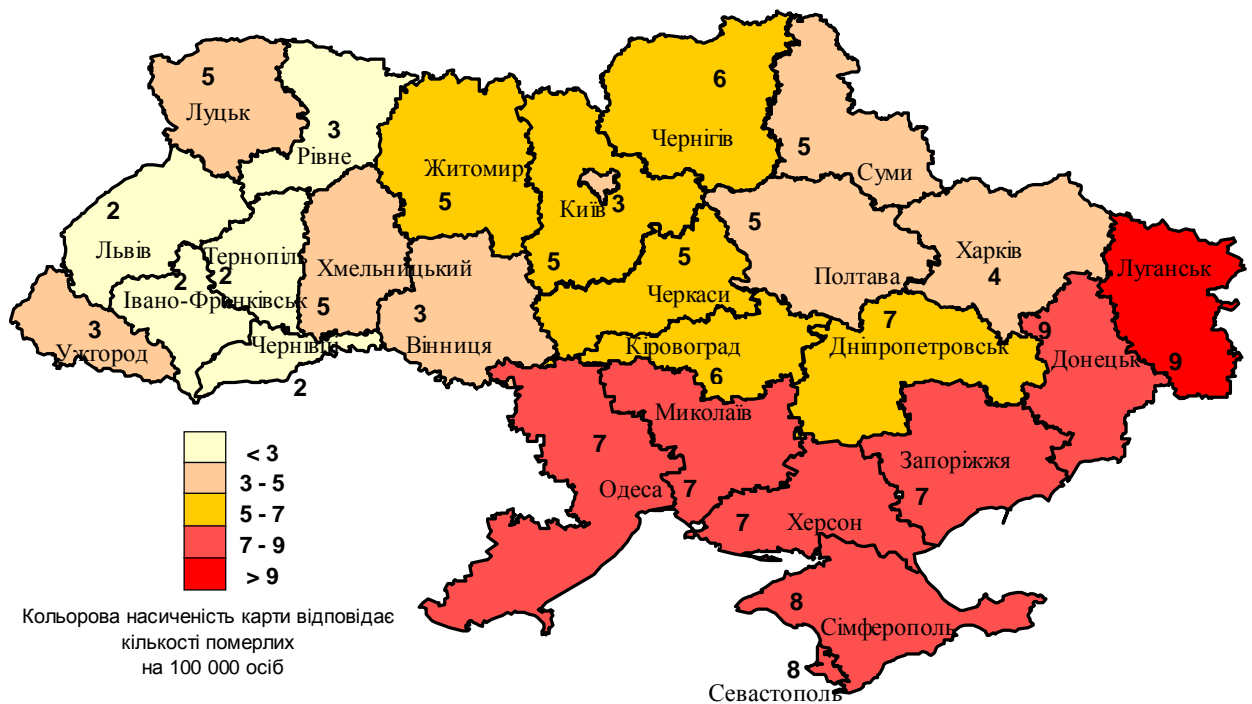 6
5
Луцьк
3
Рівне
Чернігів
5
Суми
Житомир
5
Київ
3
2
Львів
5
Харків
4
Луганськ
9
Тернопіль
2
Хмельницький
5
5
5
Черкаси
Полтава
2
Івано-Франківськ
3
Ужгород
Чернівці
2
3
Вінниця
Кіровоград
6
7
Дніпропетровськ
9
Донецьк
Миколаїв
7
7
Одеса
Запоріжжя
7
7
Херсон
8
Сімферополь
8
Севастополь
< 3
3 - 5
5 - 7
7 - 9
> 9
Кольорова насиченість карти відповідає
кількості померлих
на 100 000 осіб